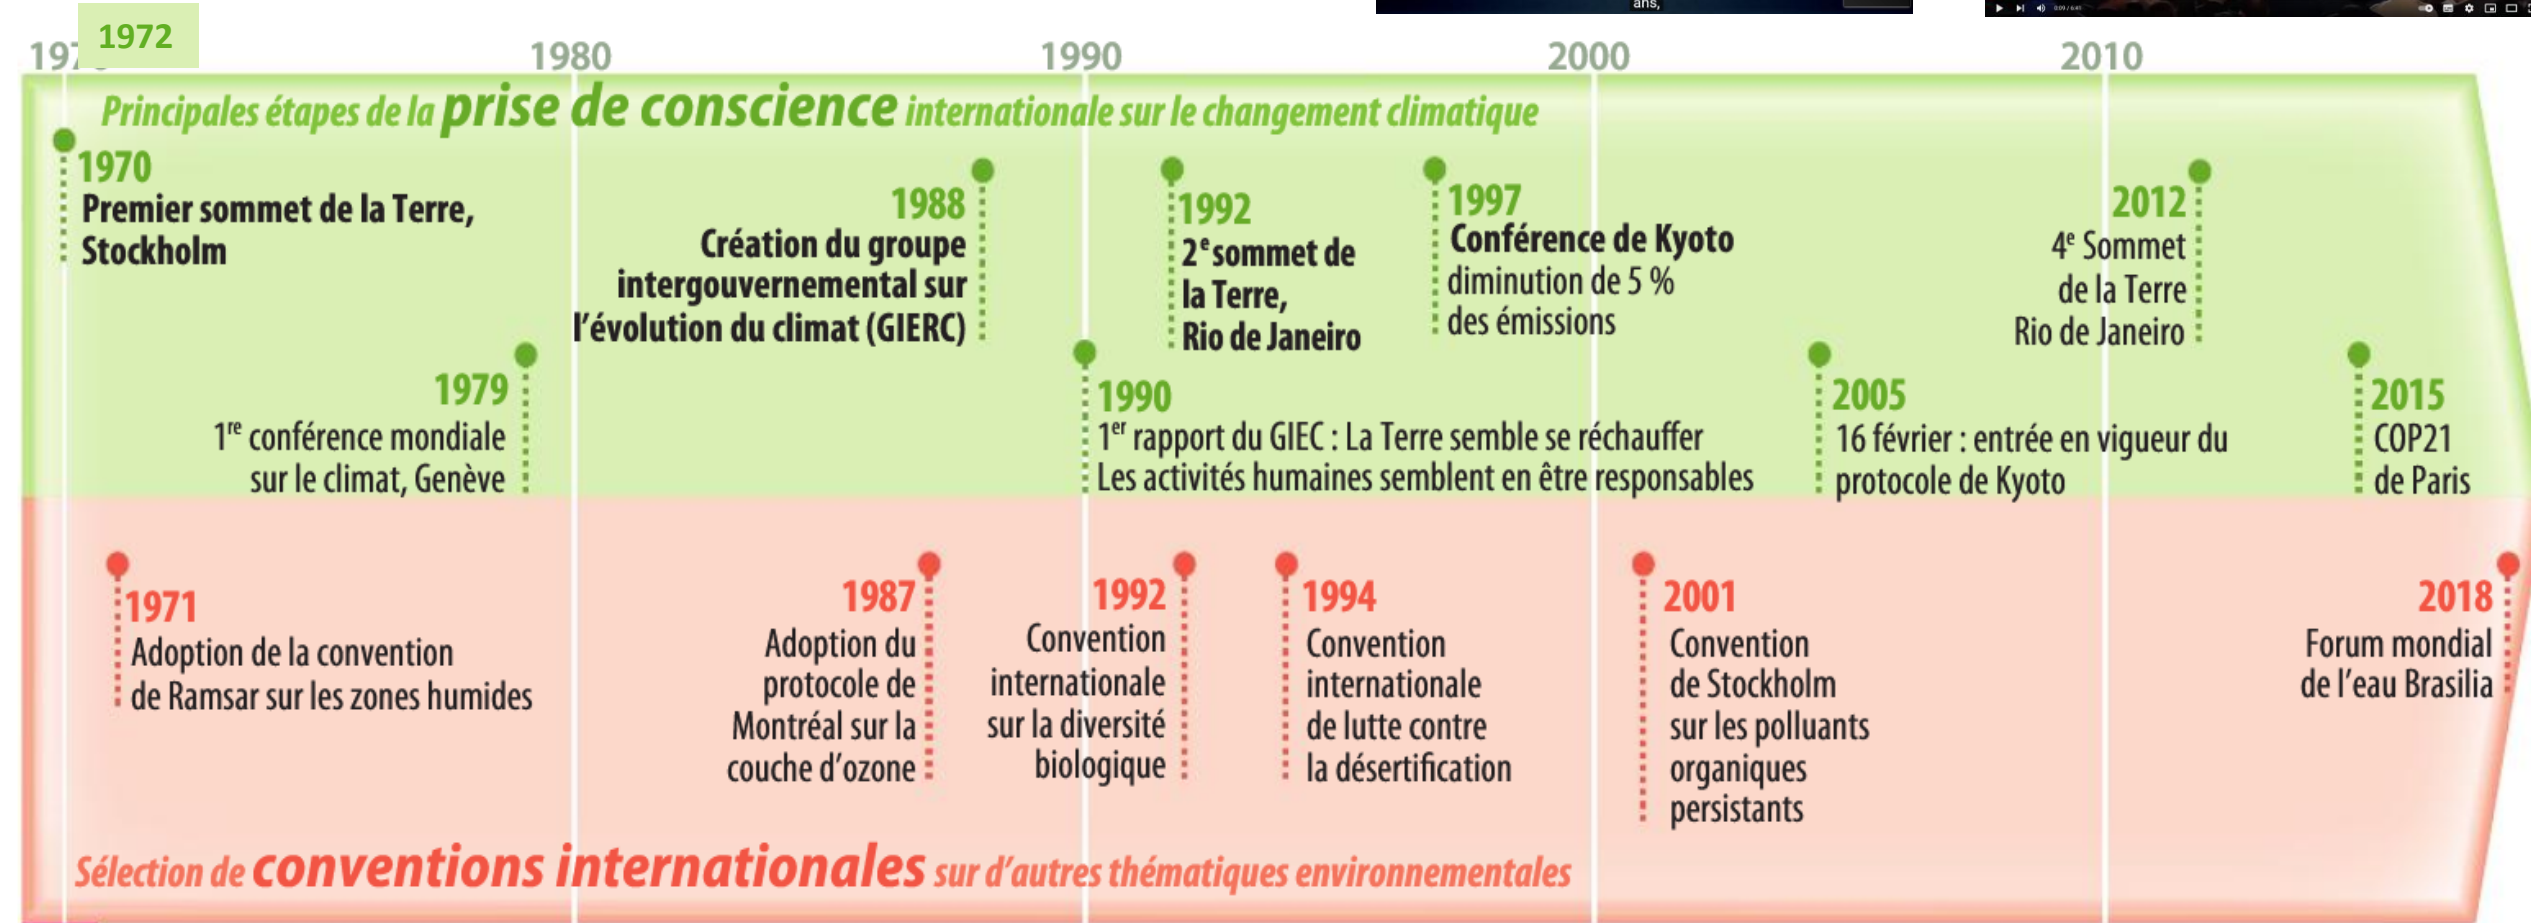 ans,
0:09 / 6:45
1972
1980
1990
2000
2010
Principales étapes de la prise de conscience internationale sur le changement climatique
1970
Premier sommet de la Terre,
Stockholm
1979
1re conférence mondiale
sur le climat, Genève
1988
Création du groupe
intergouvernemental sur
l'évolution du climat (GIERC)
1990
1er rapport du GIEC : La Terre semble se réchauffer
Les activités humaines semblent en être responsables
1992
2e sommet de
la Terre,
Rio de Janeiro
1997
Conférence de Kyoto
diminution de 5 %
des émissions
2005
16 février : entrée en vigueur du
protocole de Kyoto
2012
4e Sommet
de la Terre
Rio de Janeiro
2015
COP21
de Paris
1971
Adoption de la convention
de Ramsar sur les zones humides
1987
Adoption du
protocole de
Montréal sur la
couche d'ozone
1992
Convention
internationale
sur la diversité
biologique
1994
Convention
internationale
de lutte contre
la désertification
2001
Convention
de Stockholm
sur les polluants
organiques
persistants
2018
Forum mondial
de l'eau Brasilia
Sélection de conventions internationales sur d'autres thématiques environnementales